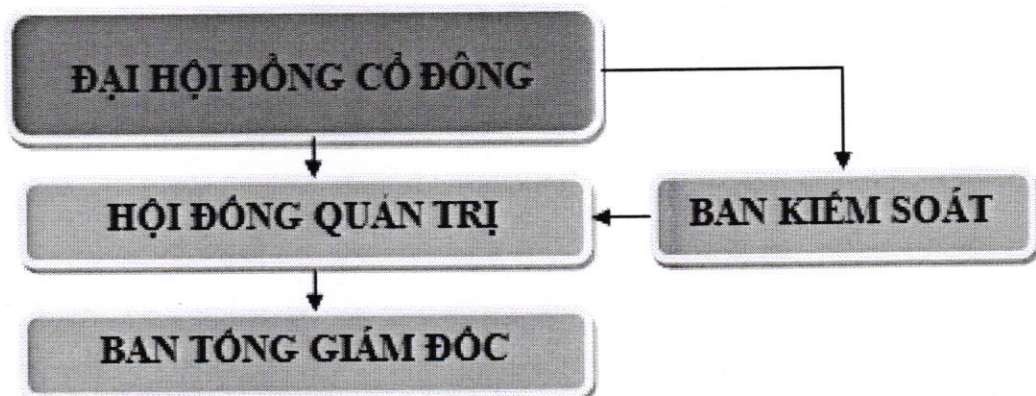 ĐẠI HỘI ĐỒNG CỔ ĐÔNG
HỘI ĐỒNG QUẢN TRỊ
BAN KIỂM SOÁT
BAN TỔNG GIÁM ĐỐC